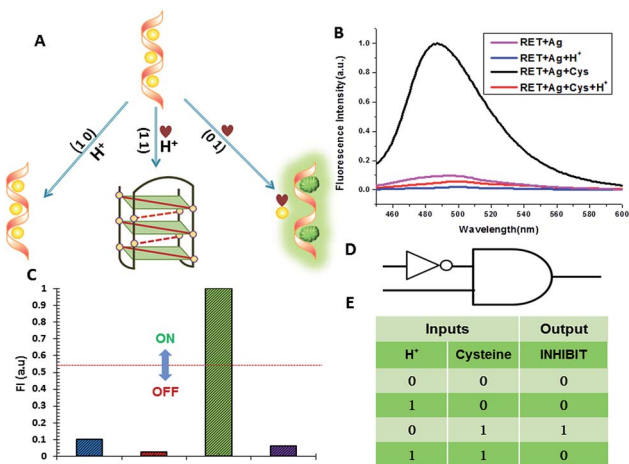 A
(1 0)
H⁺
(1 1)
H⁺
(0 1)
B
Fluorescence Intensity(a.u.)
1.0
0.8
0.6
0.4
0.2
0.0
RET+Ag
RET+Ag+H⁺
RET+Ag+Cys
RET+Ag+Cys+H⁺
460 480 500 520 540 560 580 600
Wavelength(nm)
C
FI (a.u)
1
0.9
0.8
0.7
0.6
0.5
0.4
0.3
0.2
0.1
0
ON
OFF
D
E
Inputs Output
H⁺ Cysteine INHIBIT
0 0 0
1 0 0
0 1 1
1 1 0